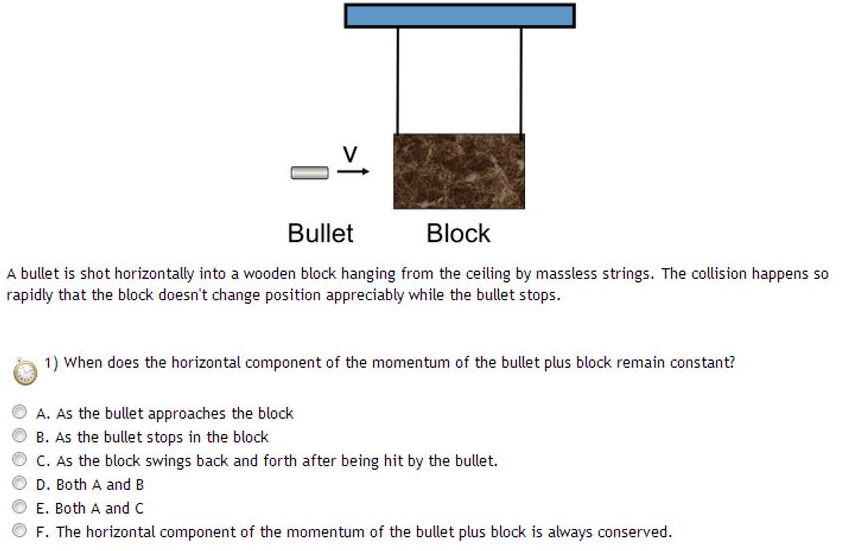 V
Bullet Block
A bullet is shot horizontally into a wooden block hanging from the ceiling by massless strings. The collision happens so
rapidly that the block doesn't change position appreciably while the bullet stops.
1) When does the horizontal component of the momentum of the bullet plus block remain constant?
A. As the bullet approaches the block
B. As the bullet stops in the block
C. As the block swings back and forth after being hit by the bullet.
D. Both A and B
E. Both A and C
F. The horizontal component of the momentum of the bullet plus block is always conserved.